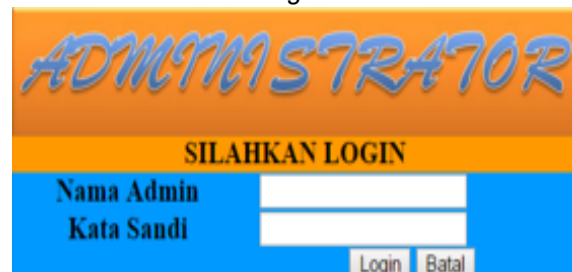 ADMINISTRATOR
SILAHKAN LOGIN
Nama Admin
Kata Sandi
Login Batal